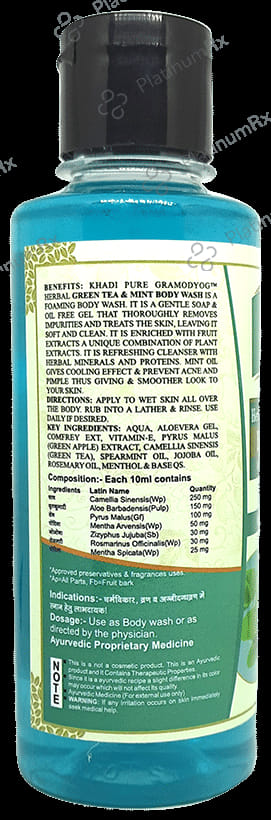 PlatinumRx
BENEFITS: KHADI PURE GRAMODYOG™
HERBAL GREEN TEA & MINT BODY WASH IS A
FOAMING BODY WASH. IT IS A GENTLE SOAP &
OIL FREE GEL THAT THOROUGHLY REMOVES
IMPURITIES AND TREATS THE SKIN, LEAVING IT
SOFT AND CLEAN. IT IS ENRICHED WITH FRUIT
EXTRACTS A UNIQUE COMBINATION OF PLANT
EXTRACTS. IT IS REFRESHING CLEANSER WITH
HERBAL MINERALS AND PROTEINS. MINT OIL
GIVES COOLING EFFECT & PREVENT ACNE AND
PIMPLE THUS GIVING & SMOOTHER LOOK TO
YOUR SKIN.
DIRECTIONS: APPLY TO WET SKIN ALL OVER
THE BODY. RUB INTO A LATHER & RINSE. USE
DAILY IF DESIRED.
KEY INGREDIENTS: AQUA, ALOEVERA GEL,
COMFREY EXT, VITAMIN-E, PYRUS MALUS
(GREEN APPLE) EXTRACT, CAMELLIA SINENSIS
(GREEN TEA), SPEARMINT OIL, JOJOBA OIL,
ROSEMARY OIL, MENTHOL & BASE QS.
Composition:- Each 10ml contains
Ingredients Latin Name Quantity
Camellia Sinensis(Wp) 250 mg
Aloe Barbadensis(Pulp) 150 mg
Pyrus Malus(Gf) 100 mg
Mentha Arvensis(Wp) 50 mg
Zizyphus Jujuba(Sb) 30 mg
Rosmarinus Officinalis(Wp) 30 mg
Mentha Spicata(Wp) 25 mg
*Approved preservatives & fragrances used.
*Ap=All Parts, Fb=Fruit bark
Indications:- चर्मविकार, व्रण व
Dosage:- Use as Body wash or as
directed by the physician.
Ayurvedic Proprietary Medicine
NOTE
This is a not a cosmetic product. This is an Ayurvedic
product and It Contains Therapeutic Properties.
Since it is a ayurvedic recipe a slight difference in its color
may occur which will not affect its quality.
Ayurvedic Medicine (For external use only)
WARNING: If any irritation occurs on skin immediately
seek medical help.